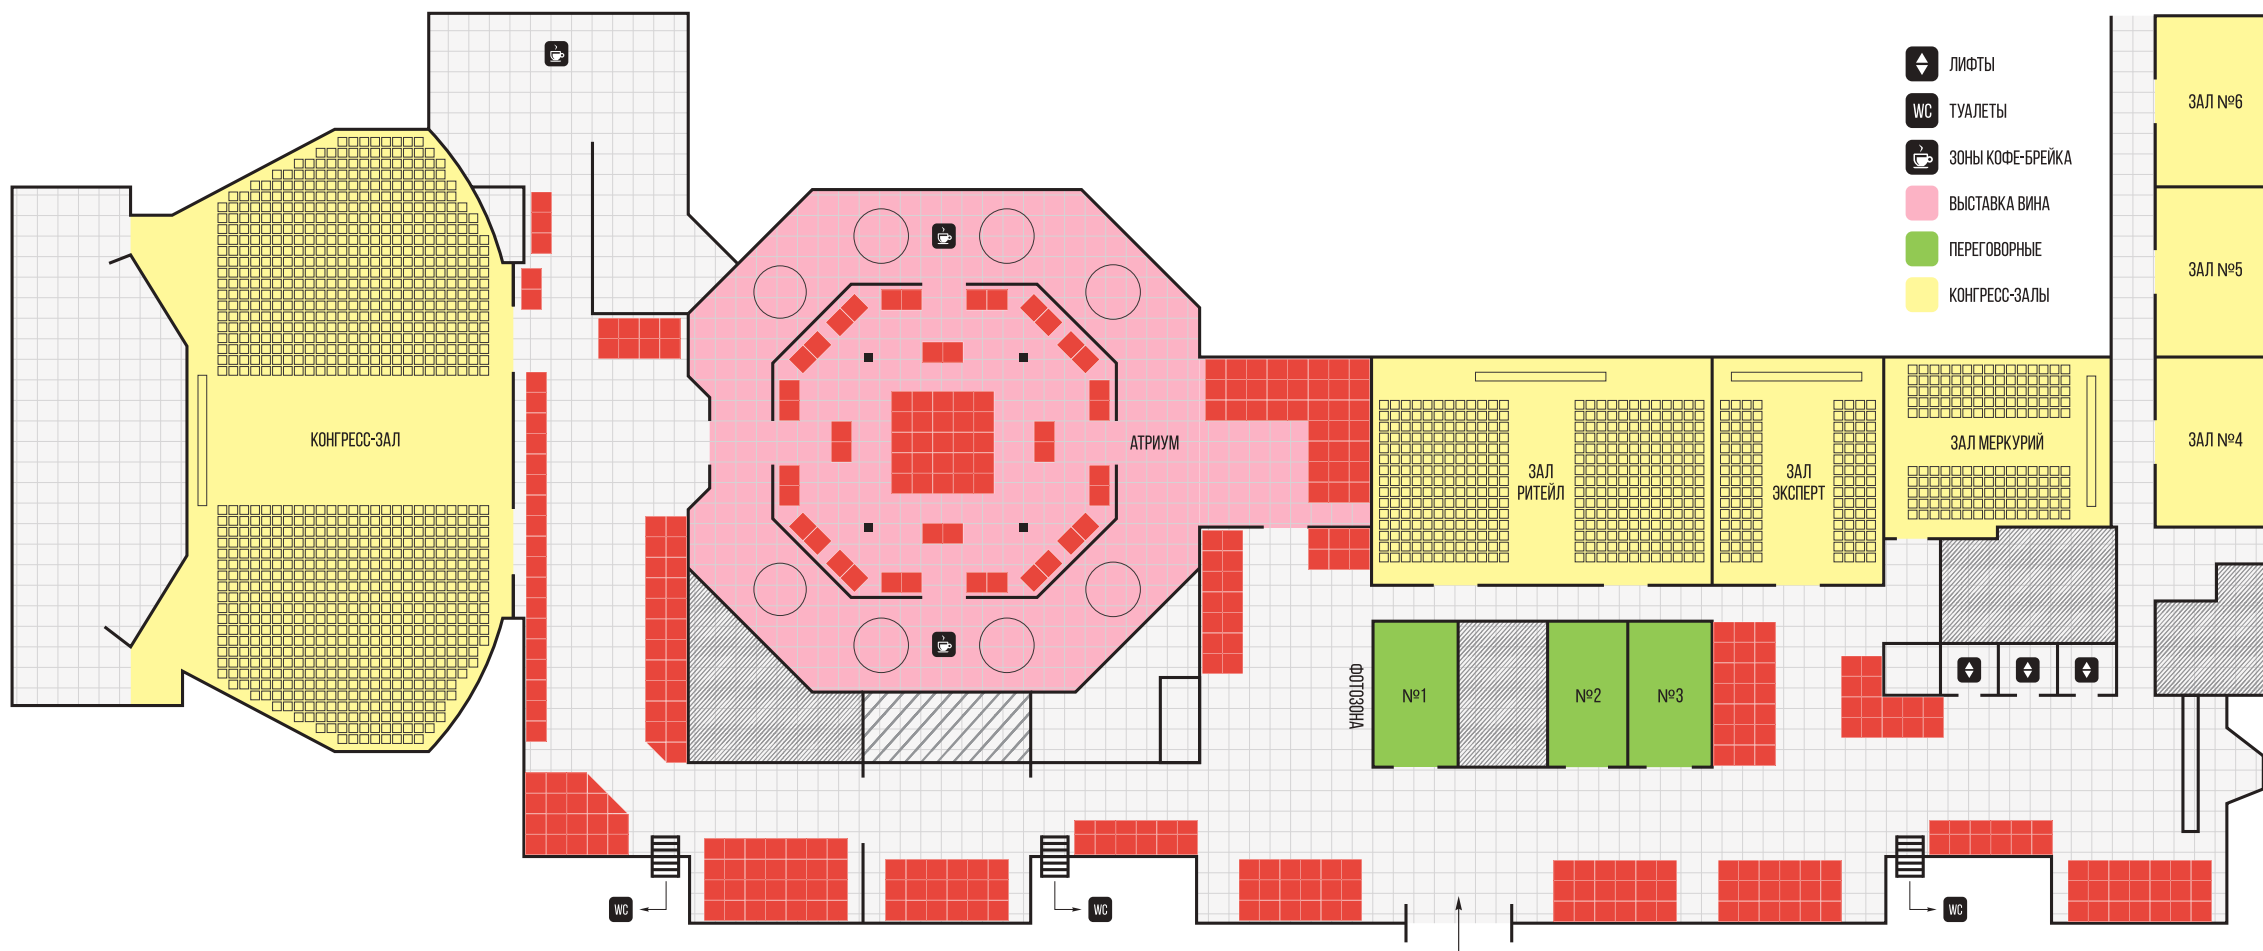 ЛИФТЫ
WC ТУАЛЕТЫ
ЗОНЫ КОФЕ-БРЕЙКА
ВЫСТАВКА ВИНА
ПЕРЕГОВОРНЫЕ
КОНГРЕСС-ЗАЛЫ
ЗАЛ №6
ЗАЛ №5
ЗАЛ №4
КОНГРЕСС-ЗАЛ
АТРИУМ
ЗАЛ
РИТЕЙЛ
ЗАЛ
ЭКСПЕРТ
ЗАЛ МЕРКУРИЙ
ФОТОЗОНА
№1
№2
№3
WC
WC
WC